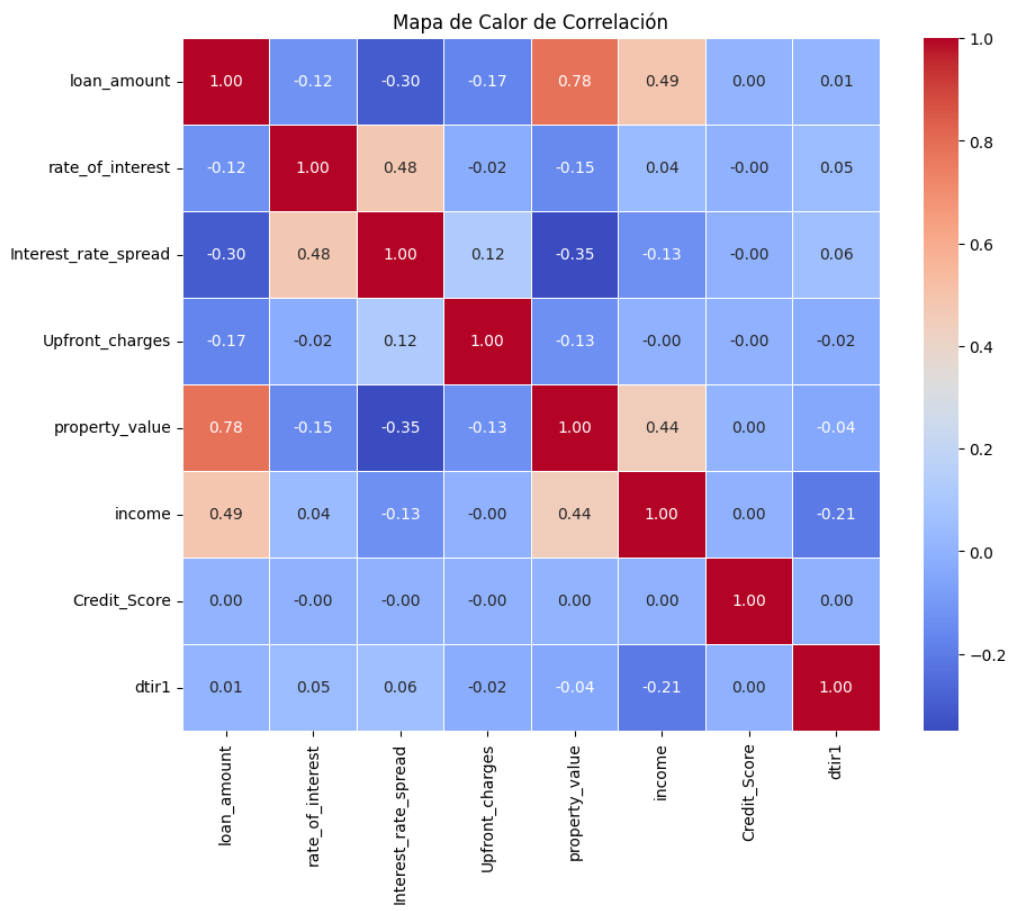 Mapa de Calor de Correlación
loan_amount 1.00 -0.12 -0.30 -0.17 0.78 0.49 0.00 0.01
rate_of_interest -0.12 1.00 0.48 -0.02 -0.15 0.04 -0.00 0.05
Interest_rate_spread -0.30 0.48 1.00 0.12 -0.35 -0.13 -0.00 0.06
Upfront_charges -0.17 -0.02 0.12 1.00 -0.13 -0.00 -0.00 -0.02
property_value 0.78 -0.15 -0.35 -0.13 1.00 0.44 0.00 -0.04
income 0.49 0.04 -0.13 -0.00 0.44 1.00 0.00 -0.21
Credit_Score 0.00 -0.00 -0.00 -0.00 0.00 0.00 1.00 0.00
dtir1 0.01 0.05 0.06 -0.02 -0.04 -0.21 0.00 1.00
loan_amount
rate_of_interest
Interest_rate_spread
Upfront_charges
property_value
income
Credit_Score
dtir1
1.0
0.8
0.6
0.4
0.2
0.0
−0.2